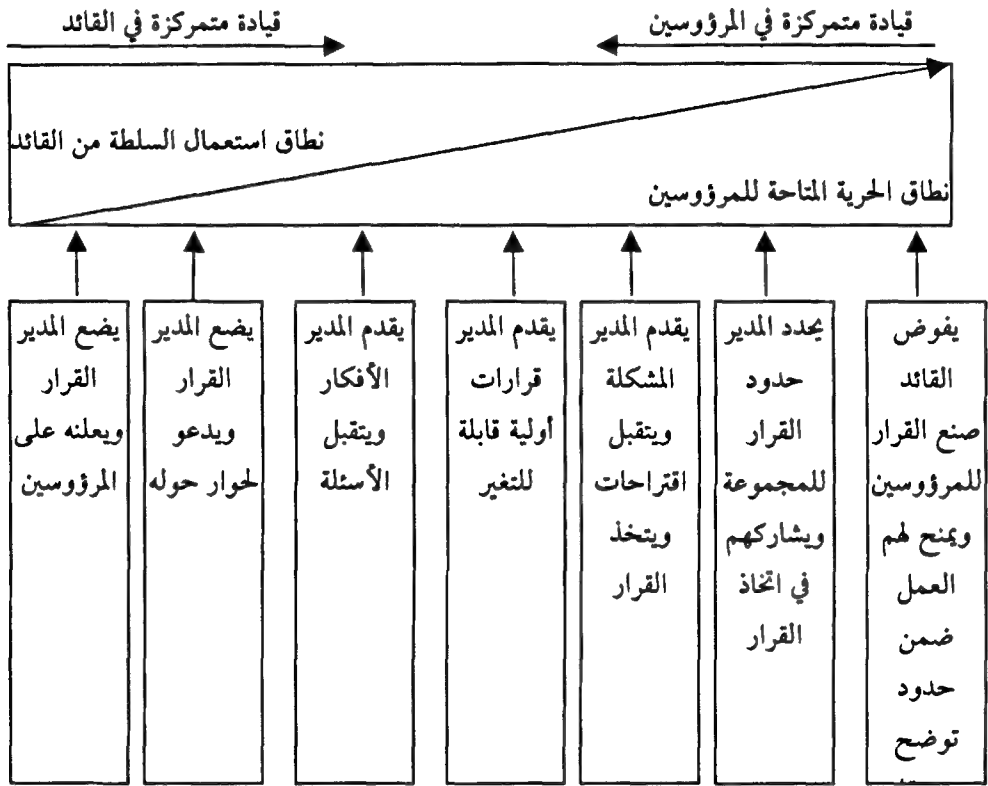 قيادة متمركزة في المرؤوسين
قيادة متمركزة في القائد
نطاق استعمال السلطة من القائد
نطاق الحرية المتاحة للمرؤوسين
يفوض
القائد
صنع القرار
للمرؤوسين
ويمنح لهم
العمل
ضمن
حدود
توضح
يحدد المدير
حدود
القرار
للمجموعة
ويشاركهم
في اتخاذ
القرار
يقدم المدير
المشكلة
ويتقبل
اقتراحات
ويتخذ
القرار
يقدم المدير
قرارات
أولية قابلة
للتغير
يقدم المدير
الأفكار
ويتقبل
الأسئلة
يضع المدير
القرار
ويدعو
لحوار حوله
يضع المدير
القرار
ويعلنه على
المرؤوسين